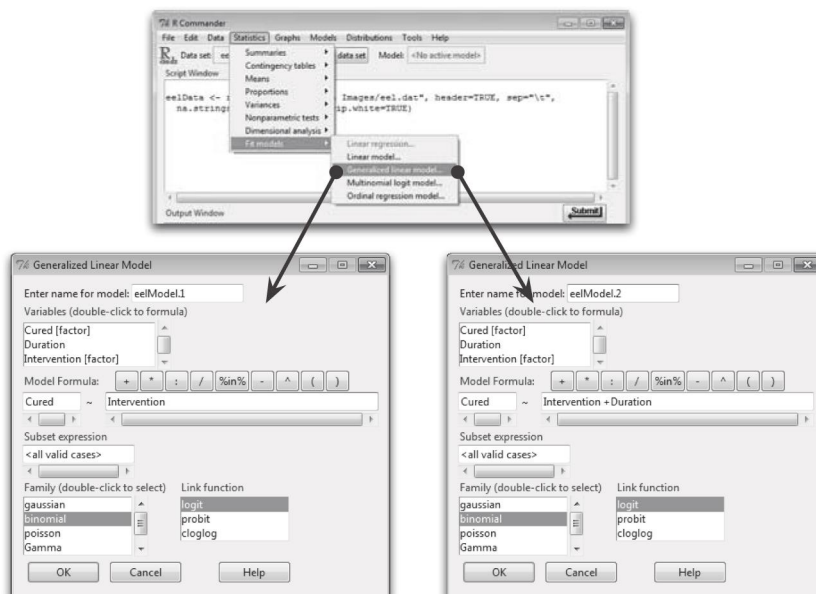 R Commander
File Edit Data Statistics Graphs Models Distributions Tools Help
Data set: data set Model: <No active model>
Script Window
Summaries
Contingency tables
Means
Proportions
Variances
Nonparametric tests
Dimensional analysis
Fit models
eelData <- Images/eel.dat", header=TRUE, sep="\t",
na.strings ip.white=TRUE)
Linear regression...
Linear model...
Generalized linear model...
Multinomial logit model...
Ordinal regression model...
Output Window
Submit
Generalized Linear Model
Enter name for model: eelModel.1
Variables (double-click to formula)
Cured [factor]
Duration
Intervention [factor]
Model Formula: + * : / %in% - ^ ( )
Cured ~ Intervention
Subset expression
<all valid cases>
Family (double-click to select) Link function
gaussian logit
binomial probit
poisson cloglog
Gamma
OK Cancel Help
Generalized Linear Model
Enter name for model: eelModel.2
Variables (double-click to formula)
Cured [factor]
Duration
Intervention [factor]
Model Formula: + * : / %in% - ^ ( )
Cured ~ Intervention +Duration
Subset expression
<all valid cases>
Family (double-click to select) Link function
gaussian logit
binomial probit
poisson cloglog
Gamma
OK Cancel Help